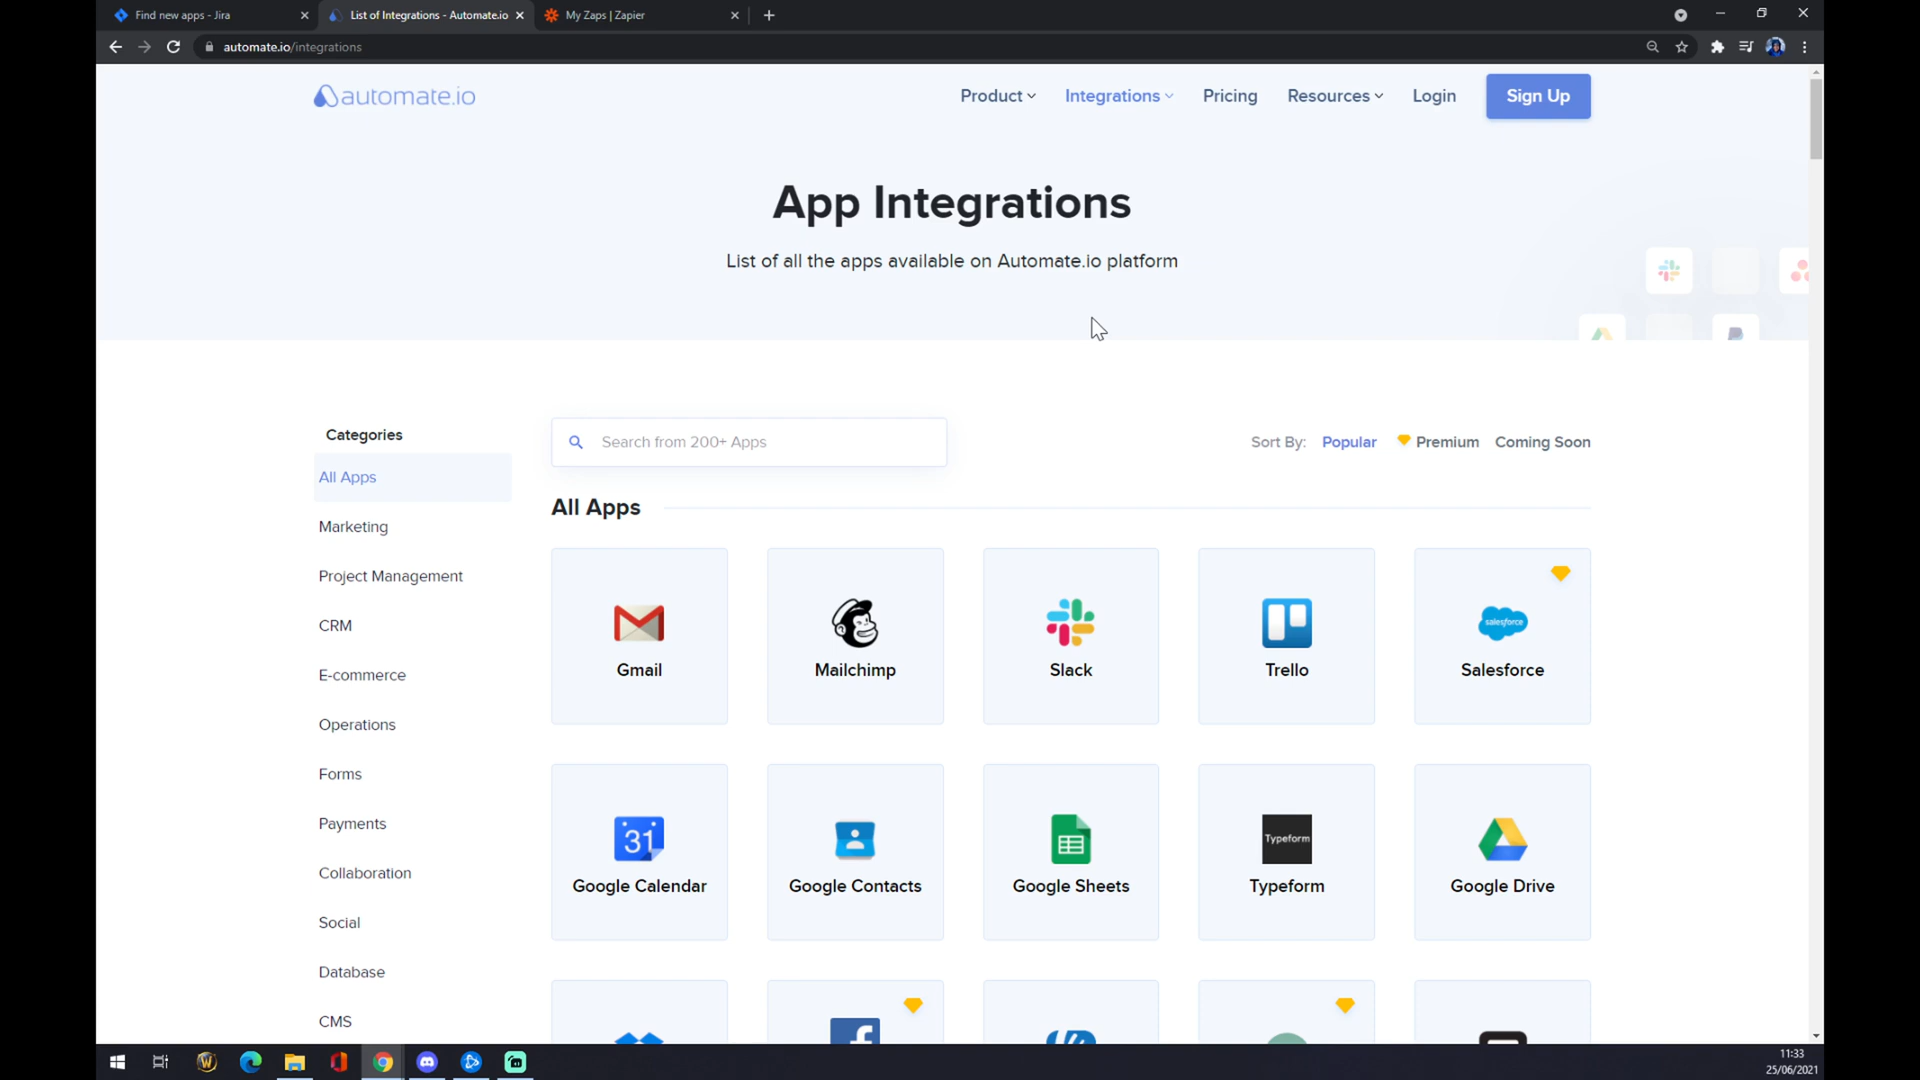 Find new apps - Jira
List of Integrations - Automate.io
My Zaps | Zapier
automate.io/integrations
automate.io
Product
Integrations
Pricing
Resources
Login
Sign Up
App Integrations
List of all the apps available on Automate.io platform
Categories
All Apps
Marketing
Project Management
CRM
E-commerce
Operations
Forms
Payments
Collaboration
Social
Database
CMS
Search from 200+ Apps
Sort By:
Popular
Premium
Coming Soon
All Apps
Gmail
Mailchimp
Slack
Trello
salesforce
Salesforce
31
Google Calendar
Google Contacts
Google Sheets
Typeform
Typeform
Google Drive
11:33
25/06/2021